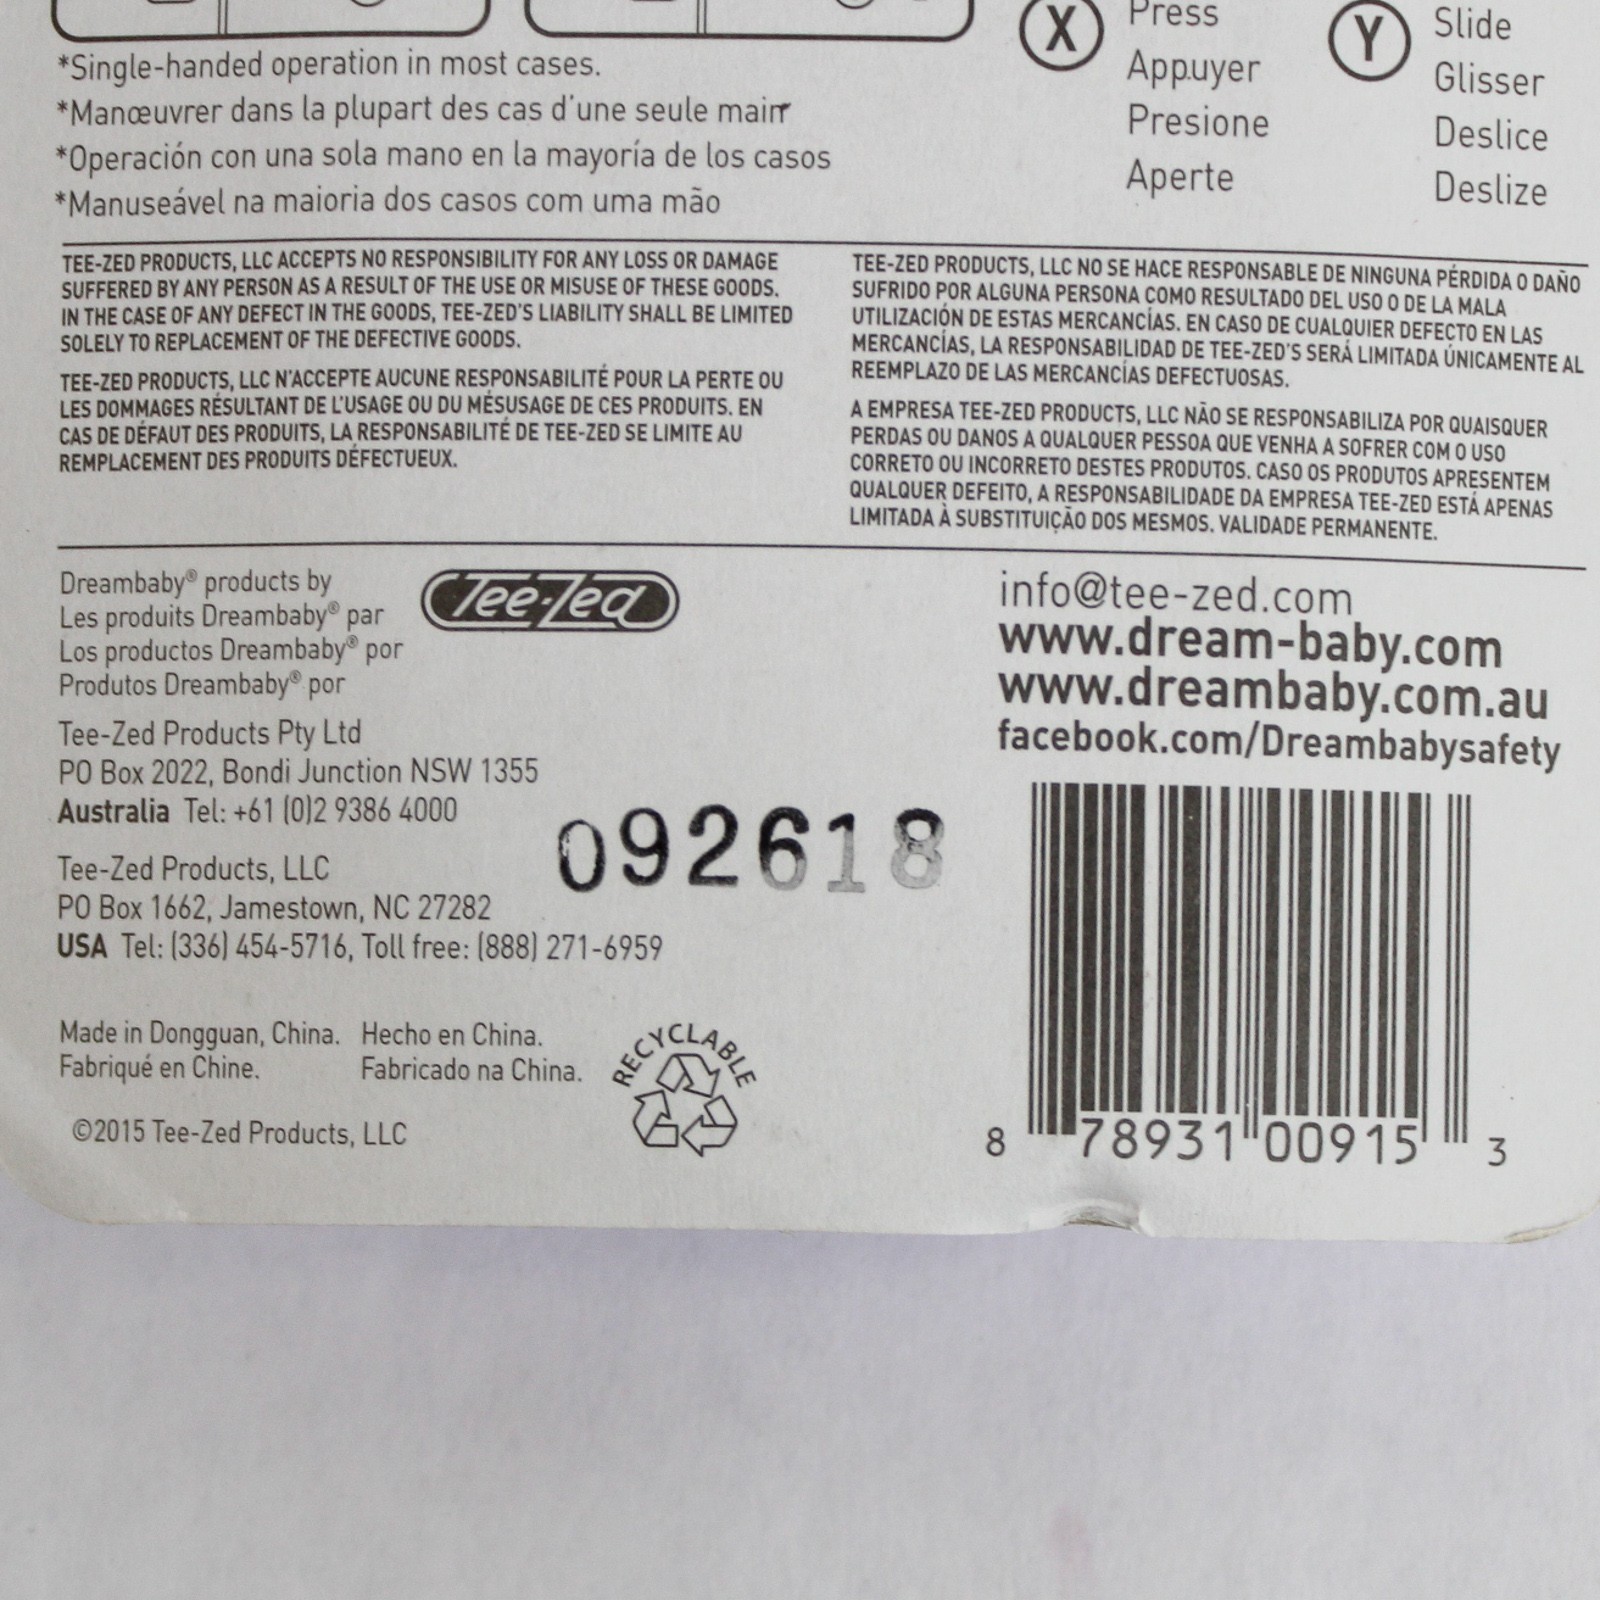 X
Press
Appuyer
Presione
Aperte
Y
Slide
Glisser
Deslice
Deslize
*Single-handed operation in most cases.
*Manœuvrer dans la plupart des cas d'une seule main
*Operación con una sola mano en la mayoría de los casos
*Manuseável na maioria dos casos com uma mão
TEE-ZED PRODUCTS, LLC ACCEPTS NO RESPONSIBILITY FOR ANY LOSS OR DAMAGE
SUFFERED BY ANY PERSON AS A RESULT OF THE USE OR MISUSE OF THESE GOODS.
IN THE CASE OF ANY DEFECT IN THE GOODS, TEE-ZED'S LIABILITY SHALL BE LIMITED
SOLELY TO REPLACEMENT OF THE DEFECTIVE GOODS.
TEE-ZED PRODUCTS, LLC N'ACCEPTE AUCUNE RESPONSABILITÉ POUR LA PERTE OU
LES DOMMAGES RÉSULTANT DE L'USAGE OU DU MÉSUSAGE DE CES PRODUITS. EN
CAS DE DÉFAUT DES PRODUITS, LA RESPONSABILITÉ DE TEE-ZED SE LIMITE AU
REMPLACEMENT DES PRODUITS DÉFECTUEUX.
TEE-ZED PRODUCTS, LLC NO SE HACE RESPONSABLE DE NINGUNA PÉRDIDA O DAÑO
SUFRIDO POR ALGUNA PERSONA COMO RESULTADO DEL USO O DE LA MALA
UTILIZACIÓN DE ESTAS MERCANCÍAS. EN CASO DE CUALQUIER DEFECTO EN LAS
MERCANCÍAS, LA RESPONSABILIDAD DE TEE-ZED'S SERÁ LIMITADA ÚNICAMENTE AL
REEMPLAZO DE LAS MERCANCÍAS DEFECTUOSAS.
A EMPRESA TEE-ZED PRODUCTS, LLC NÃO SE RESPONSABILIZA POR QUAISQUER
PERDAS OU DANOS A QUALQUER PESSOA QUE VENHA A SOFRER COM O USO
CORRETO OU INCORRETO DESTES PRODUTOS. CASO OS PRODUTOS APRESENTEM
QUALQUER DEFEITO, A RESPONSABILIDADE DA EMPRESA TEE-ZED ESTÁ APENAS
LIMITADA À SUBSTITUIÇÃO DOS MESMOS. VALIDADE PERMANENTE.
Dreambaby® products by
Les produits Dreambaby® par
Los productos Dreambaby® por
Produtos Dreambaby® por
Tee-Zed
Tee-Zed Products Pty Ltd
PO Box 2022, Bondi Junction NSW 1355
Australia Tel: +61 (0)2 9386 4000
Tee-Zed Products, LLC
PO Box 1662, Jamestown, NC 27282
USA Tel: (336) 454-5716, Toll free: (888) 271-6959
092618
info@tee-zed.com
www.dream-baby.com
www.dreambaby.com.au
facebook.com/Dreambabysafety
Made in Dongguan, China. Hecho en China.
Fabriqué en Chine. Fabricado na China.
©2015 Tee-Zed Products, LLC
RECYCLABLE
8 78931 00915 3